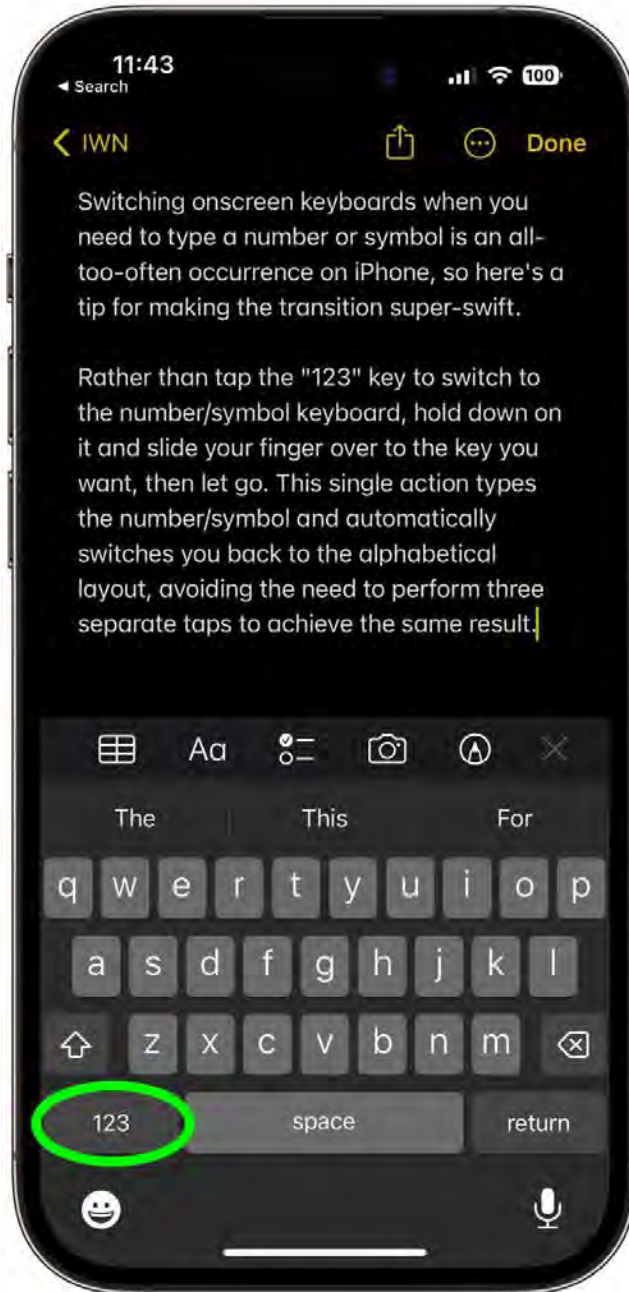 11:43
Search
100
IWN
Done
Switching onscreen keyboards when you
need to type a number or symbol is an all-
too-often occurrence on iPhone, so here's a
tip for making the transition super-swift.
Rather than tap the "123" key to switch to
the number/symbol keyboard, hold down on
it and slide your finger over to the key you
want, then let go. This single action types
the number/symbol and automatically
switches you back to the alphabetical
layout, avoiding the need to perform three
separate taps to achieve the same result.
Aa
The This For
q w e r t y u i o p
a s d f g h j k l
z x c v b n m
123 space return